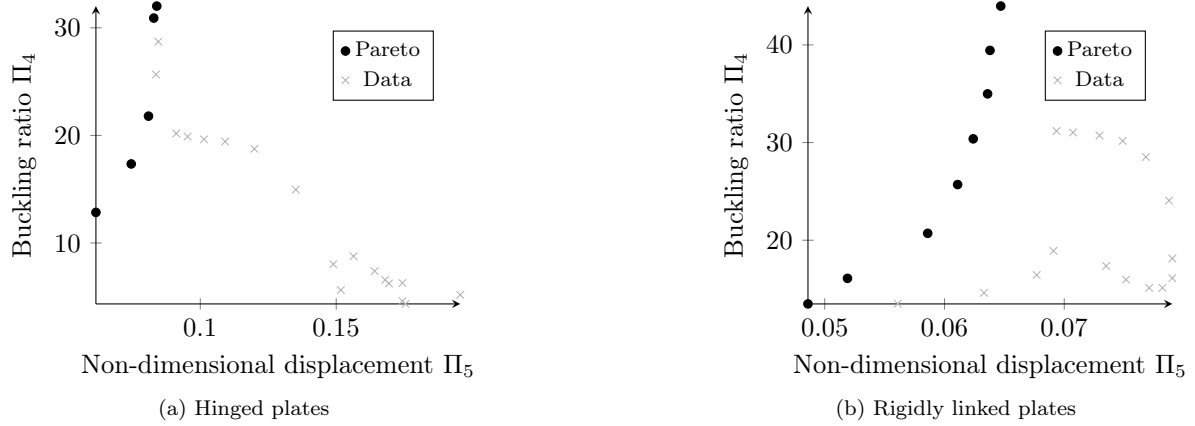 30
20
10
0.1
0.15
Buckling ratio Π4
Non-dimensional displacement Π5
Pareto
Data
(a) Hinged plates
40
30
20
0.05
0.06
0.07
Buckling ratio Π4
Non-dimensional displacement Π5
Pareto
Data
(b) Rigidly linked plates